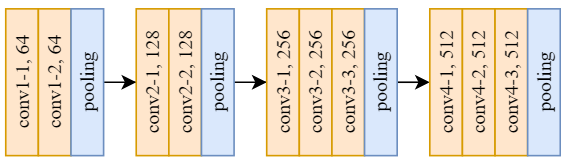 conv1-1, 64
conv1-2, 64
pooling
conv2-1, 128
conv2-2, 128
pooling
conv3-1, 256
conv3-2, 256
conv3-3, 256
pooling
conv4-1, 512
conv4-2, 512
conv4-3, 512
pooling